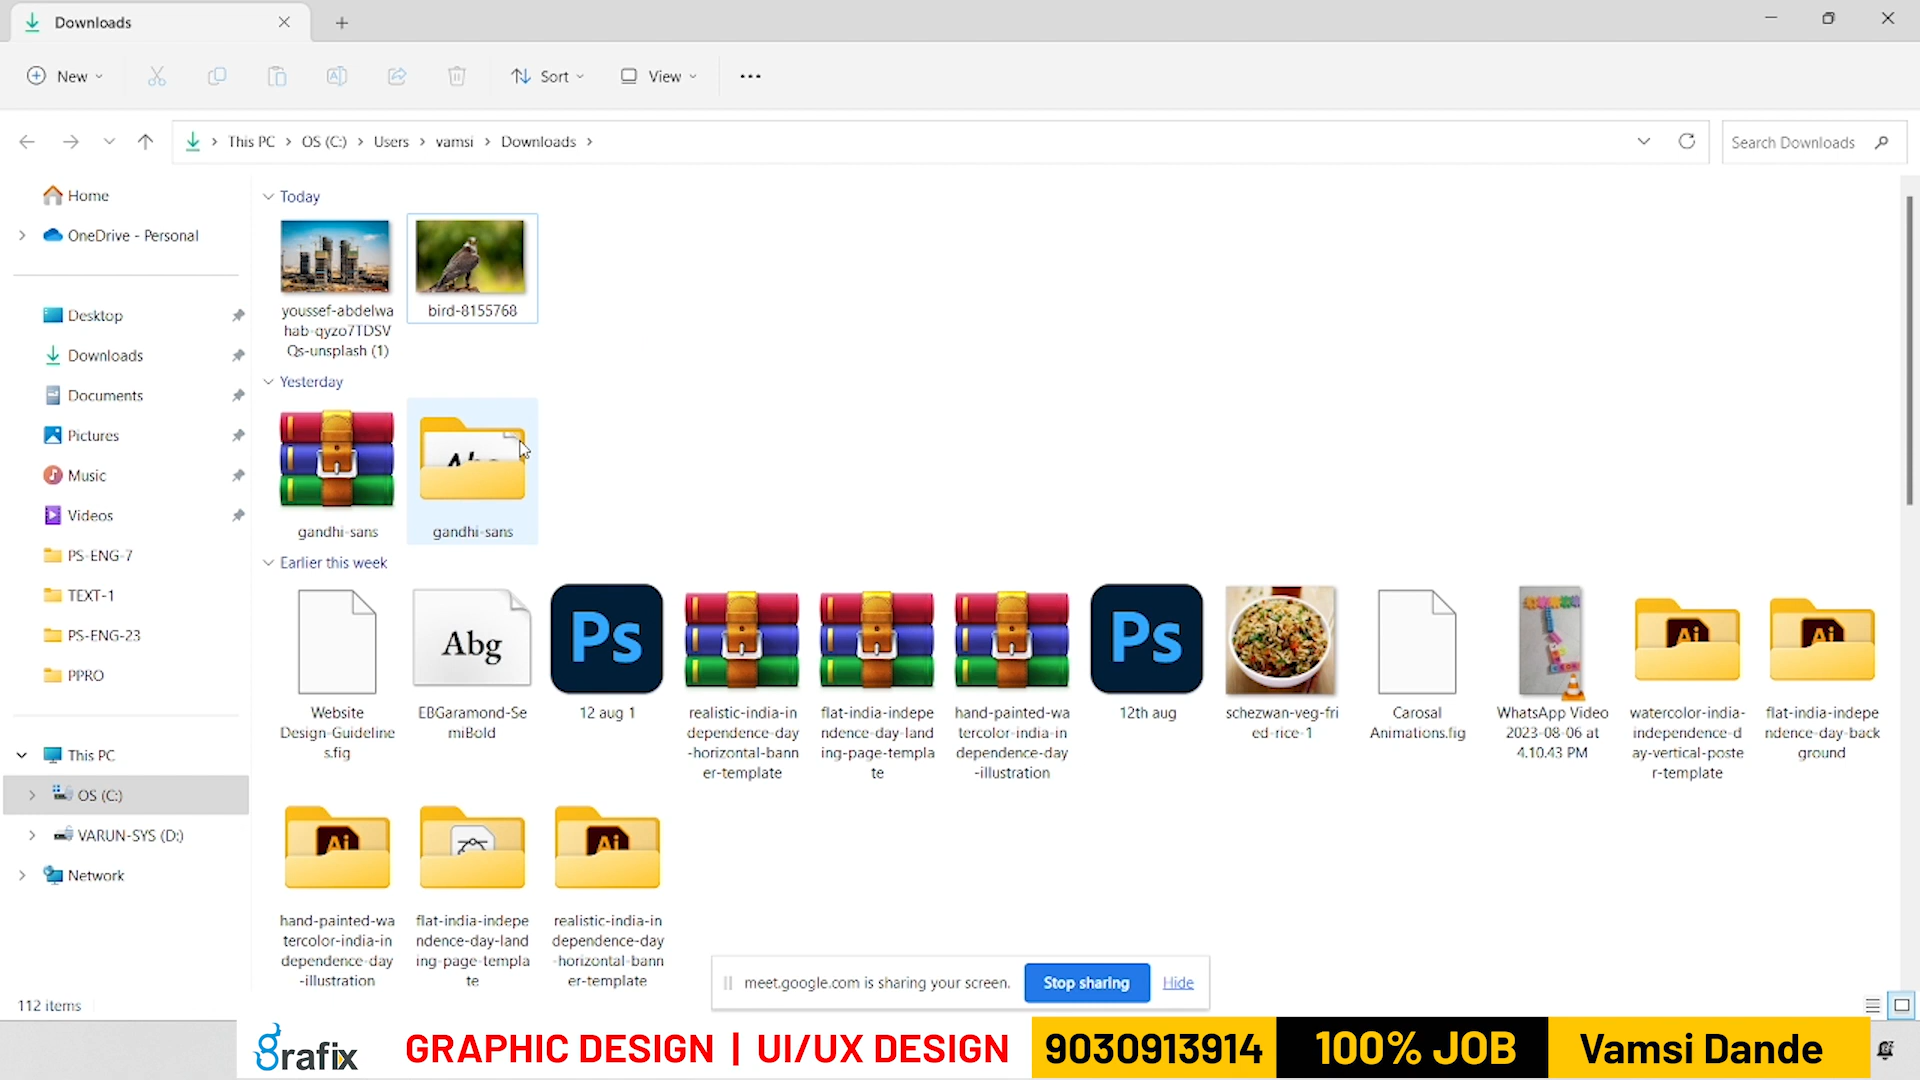 Downloads
New
Sort
View
This PC
OS (C:)
Users
vamsi
Downloads
Search Downloads
Home
OneDrive - Personal
Desktop
Downloads
Documents
Pictures
Music
Videos
PS-ENG-7
TEXT-1
PS-ENG-23
PPRO
This PC
OS (C:)
VARUN-SYS (D:)
Network
Today
youssef-abdelwa
hab-qyzo7TDSV
Qs-unsplash (1)
bird-8155768
Yesterday
gandhi-sans
gandhi-sans
Earlier this week
Website
Design-Guideline
s.fig
Abg
EBGaramond-Se
miBold
Ps
12 aug 1
realistic-india-in
dependence-day
-horizontal-bann
er-template
flat-india-indepe
ndence-day-land
ing-page-templa
te
hand-painted-wa
tercolor-india-in
dependence-day
-illustration
Ps
12th aug
schezwan-veg-fri
ed-rice-1
Carosal
Animations.fig
WhatsApp Video
2023-08-06 at
4.10.43 PM
Ai
watercolor-india-
independence-d
ay-vertical-poste
r-template
Ai
flat-india-indepe
ndence-day-back
ground
Ai
hand-painted-wa
tercolor-india-in
dependence-day
-illustration
flat-india-indepe
ndence-day-land
ing-page-templa
te
Ai
realistic-india-in
dependence-day
-horizontal-bann
er-template
meet.google.com is sharing your screen.
Stop sharing
Hide
112 items
grafix
GRAPHIC DESIGN | UI/UX DESIGN
9030913914
100% JOB
Vamsi Dande